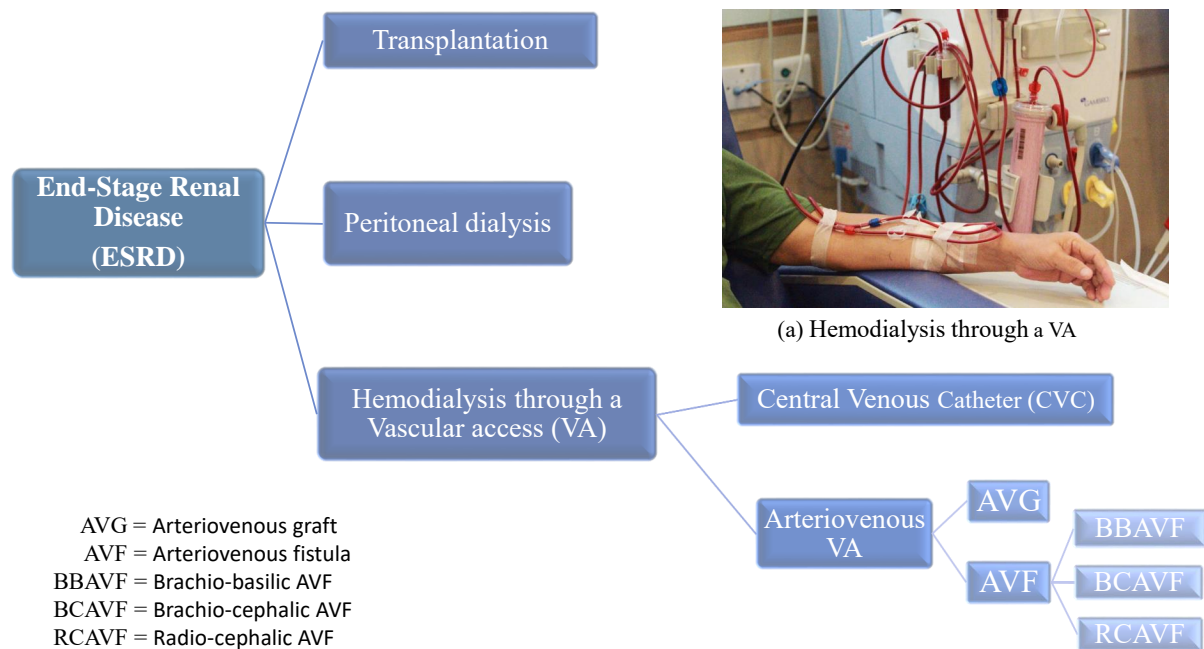 Transplantation
End-Stage Renal
Disease
(ESRD)
Peritoneal dialysis
GAMBRO
(a) Hemodialysis through a VA
Hemodialysis through a
Vascular access (VA)
Central Venous Catheter (CVC)
Arteriovenous
VA
AVG
AVF
BBAVF
BCAVF
RCAVF
AVG = Arteriovenous graft
AVF = Arteriovenous fistula
BBAVF = Brachio-basilic AVF
BCAVF = Brachio-cephalic AVF
RCAVF = Radio-cephalic AVF